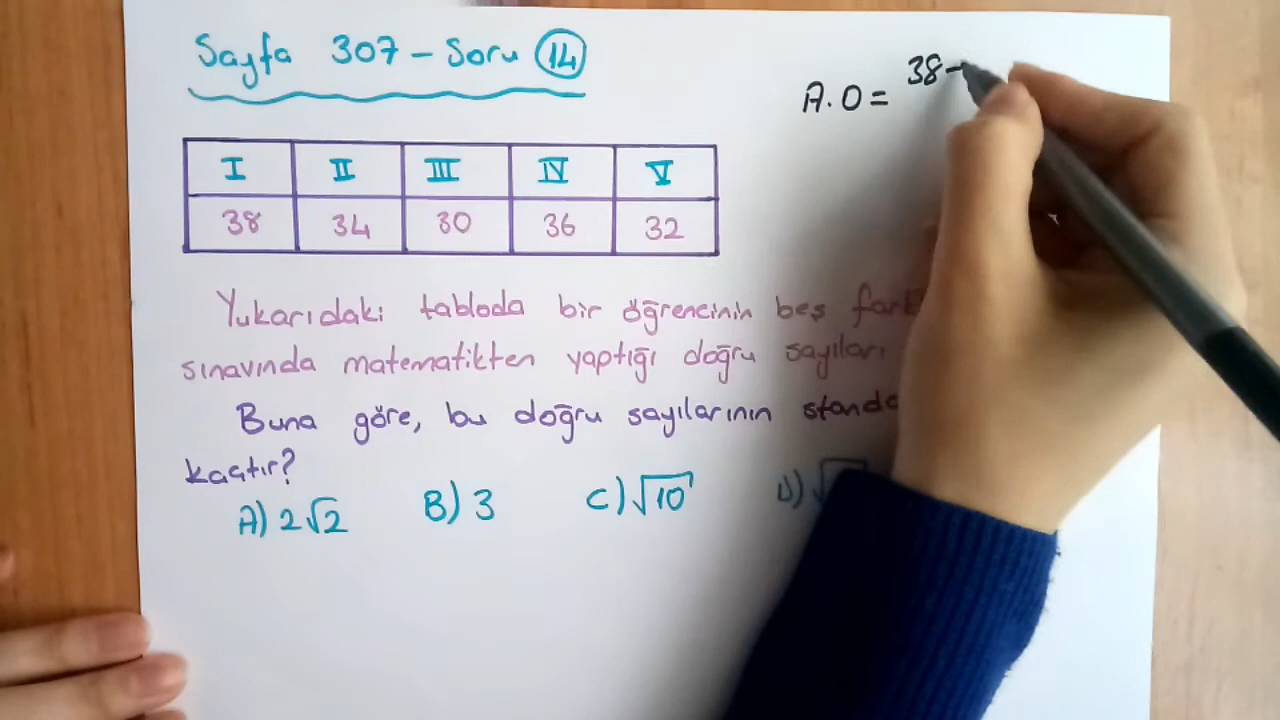 Sayfa 307 - Soru 14
A.O = 38
I II III IV V
38 34 30 36 32
Yukarıdaki tabloda bir öğrencinin beş
sınavında matematikten yaptığı doğru sayıları
Buna göre, bu doğru sayılarının
kaçtır?
A) 2√2 B) 3 C) √10 D)